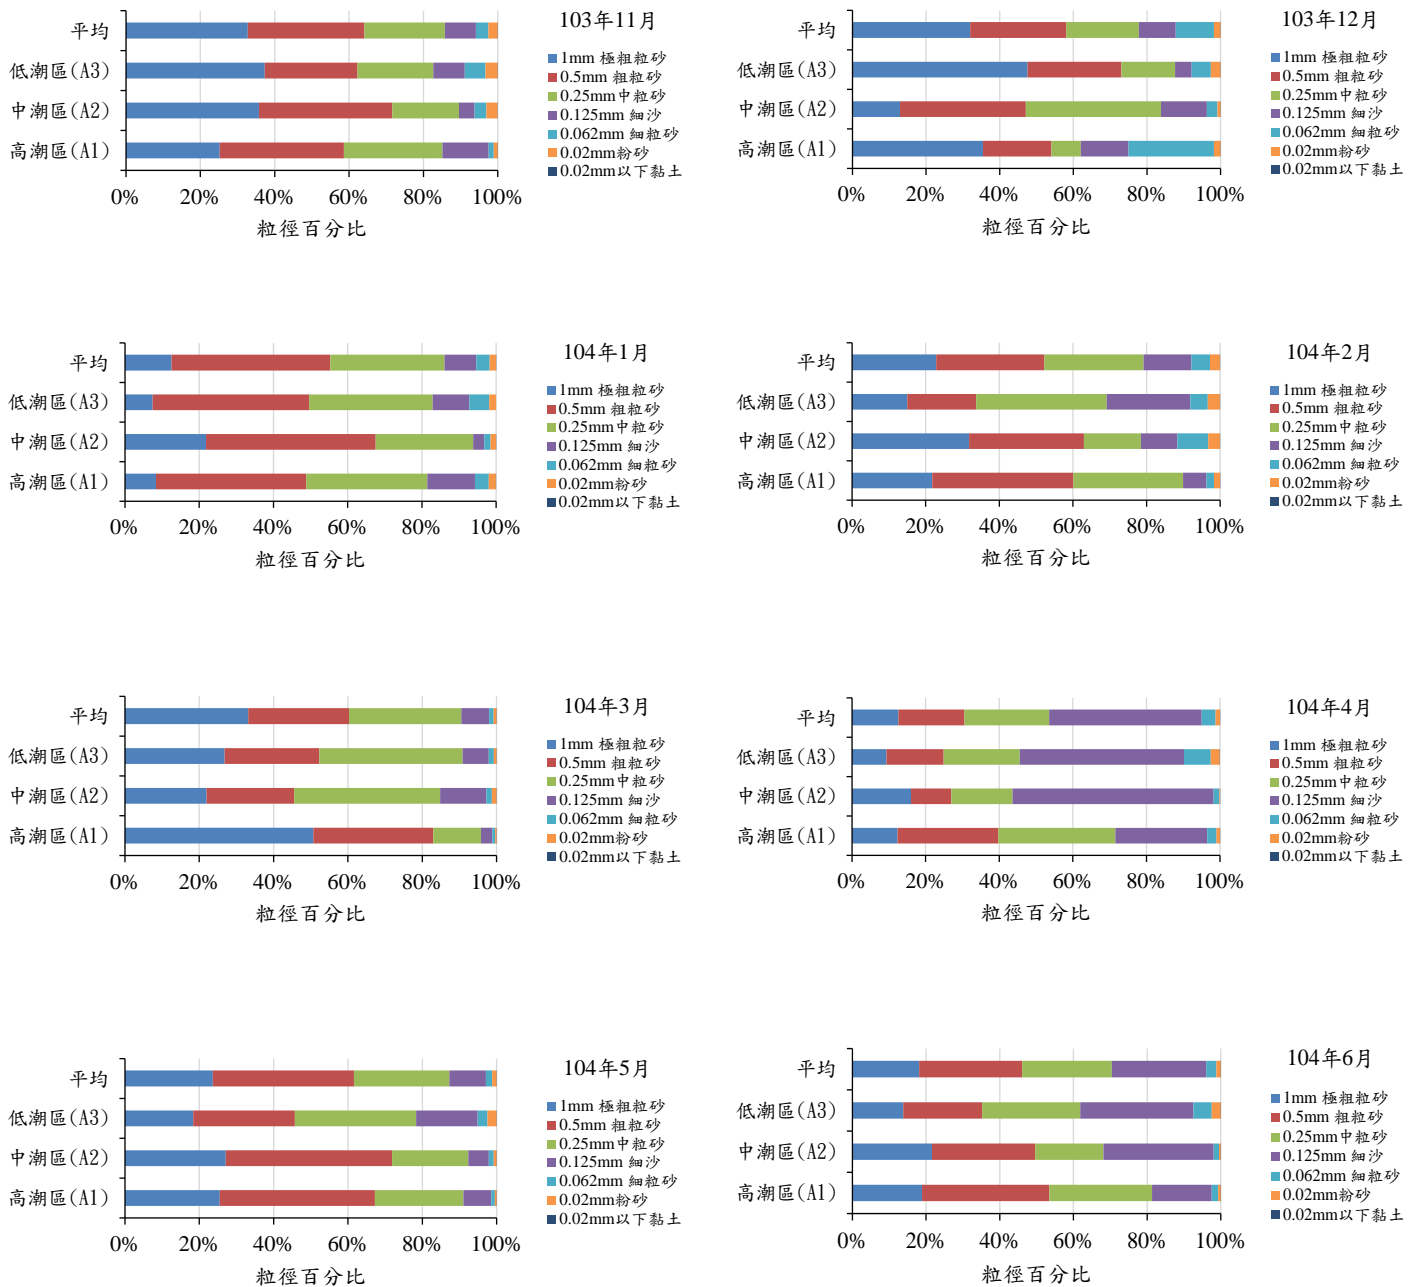 103年11月
平均
低潮區(A3)
中潮區(A2)
高潮區(A1)
0% 20% 40% 60% 80% 100%
粒徑百分比
1mm 極粗粒砂
0.5mm 粗粒砂
0.25mm中粒砂
0.125mm 細沙
0.062mm 細粒砂
0.02mm粉砂
0.02mm以下黏土
103年12月
平均
低潮區(A3)
中潮區(A2)
高潮區(A1)
0% 20% 40% 60% 80% 100%
粒徑百分比
1mm 極粗粒砂
0.5mm 粗粒砂
0.25mm中粒砂
0.125mm 細沙
0.062mm 細粒砂
0.02mm粉砂
0.02mm以下黏土
104年1月
平均
低潮區(A3)
中潮區(A2)
高潮區(A1)
0% 20% 40% 60% 80% 100%
粒徑百分比
1mm 極粗粒砂
0.5mm 粗粒砂
0.25mm中粒砂
0.125mm 細沙
0.062mm 細粒砂
0.02mm粉砂
0.02mm以下黏土
104年2月
平均
低潮區(A3)
中潮區(A2)
高潮區(A1)
0% 20% 40% 60% 80% 100%
粒徑百分比
1mm 極粗粒砂
0.5mm 粗粒砂
0.25mm中粒砂
0.125mm 細沙
0.062mm 細粒砂
0.02mm粉砂
0.02mm以下黏土
104年3月
平均
低潮區(A3)
中潮區(A2)
高潮區(A1)
0% 20% 40% 60% 80% 100%
粒徑百分比
1mm 極粗粒砂
0.5mm 粗粒砂
0.25mm中粒砂
0.125mm 細沙
0.062mm 細粒砂
0.02mm粉砂
0.02mm以下黏土
104年4月
平均
低潮區(A3)
中潮區(A2)
高潮區(A1)
0% 20% 40% 60% 80% 100%
粒徑百分比
1mm 極粗粒砂
0.5mm 粗粒砂
0.25mm中粒砂
0.125mm 細沙
0.062mm 細粒砂
0.02mm粉砂
0.02mm以下黏土
104年5月
平均
低潮區(A3)
中潮區(A2)
高潮區(A1)
0% 20% 40% 60% 80% 100%
粒徑百分比
1mm 極粗粒砂
0.5mm 粗粒砂
0.25mm中粒砂
0.125mm 細沙
0.062mm 細粒砂
0.02mm粉砂
0.02mm以下黏土
104年6月
平均
低潮區(A3)
中潮區(A2)
高潮區(A1)
0% 20% 40% 60% 80% 100%
粒徑百分比
1mm 極粗粒砂
0.5mm 粗粒砂
0.25mm中粒砂
0.125mm 細沙
0.062mm 細粒砂
0.02mm粉砂
0.02mm以下黏土